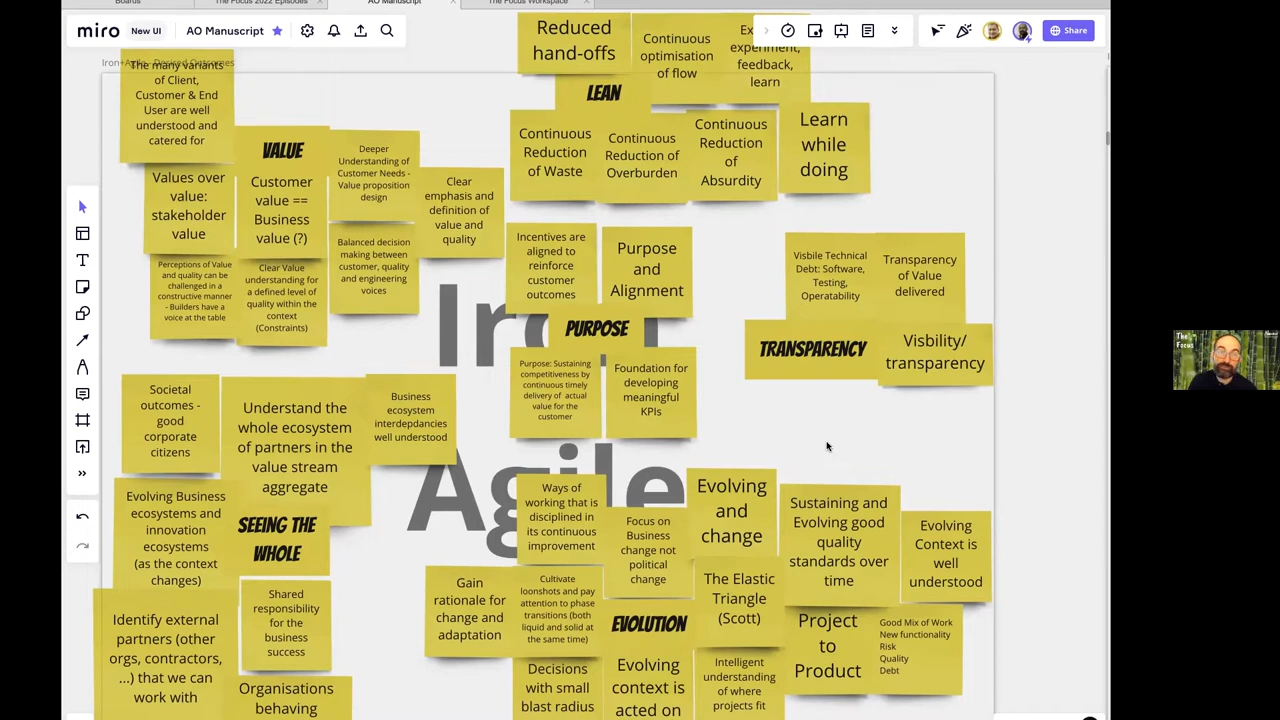 Boards
The Focus 2022 Episodes
AO Manuscript
The Focus Workspace
miro
New UI
AO Manuscript
Share
The many variants
of Client,
Customer & End
User are well
understood and
catered for
VALUE
Values over
value:
stakeholder
value
Customer
value ==
Business
value (?)
Deeper
Understanding of
Customer Needs -
Value proposition
design
Clear
emphasis and
definition of
value and
quality
Perceptions of Value
and quality can be
challenged in a
constructive manner
- Builders have a
voice at the table
Clear Value
understanding for
a defined level of
quality within the
context
(Constraints)
Balanced decision
making between
customer, quality
and engineering
voices
Reduced
hand-offs
Continuous
optimisation
of flow
experiment,
feedback,
learn
LEAN
Continuous
Reduction
of Waste
Continuous
Reduction of
Overburden
Continuous
Reduction
of
Absurdity
Learn
while
doing
Incentives are
aligned to
reinforce
customer
outcomes
Purpose
and
Alignment
PURPOSE
Purpose: Sustaining
competitiveness by
continuous timely
delivery of actual
value for the
customer
Foundation for
developing
meaningful
KPIs
Visbile Technical
Debt: Software,
Testing,
Operatability
Transparency
of Value
delivered
TRANSPARENCY
Visbility/
transparency
Agile
Societal
outcomes -
good
corporate
citizens
Understand the
whole ecosystem
of partners in the
value stream
aggregate
Business
ecosystem
interdepdancies
well understood
Evolving Business
ecosystems and
innovation
ecosystems
(as the context
changes)
SEEING THE
WHOLE
Identify external
partners (other
orgs, contractors,
...) that we can
work with
Shared
responsibility
for the
business
success
Organisations
behaving
Ways of
working that is
disciplined in
its continuous
improvement
Focus on
Business
change not
political
change
Evolving
and
change
Sustaining and
Evolving good
quality
standards over
time
Evolving
Context is
well
understood
Gain
rationale for
change and
adaptation
Cultivate
loonshots and pay
attention to phase
transitions (both
liquid and solid at
the same time)
EVOLUTION
The Elastic
Triangle
(Scott)
Project
to
Product
Good Mix of Work
New functionality
Risk
Quality
Debt
Decisions
with small
blast radius
Evolving
context is
acted on
Intelligent
understanding
of where
projects fit
The
Focus